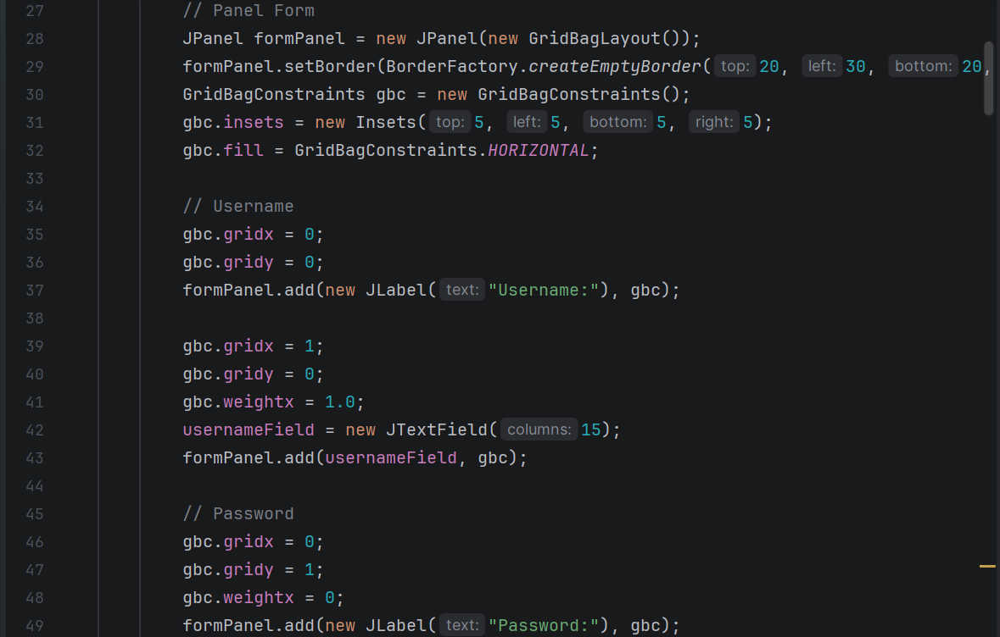 27 // Panel Form
28 JPanel formPanel = new JPanel(new GridBagLayout());
29 formPanel.setBorder(BorderFactory.createEmptyBorder( top: 20, left: 30, bottom: 20,
30 GridBagConstraints gbc = new GridBagConstraints();
31 gbc.insets = new Insets( top: 5, left: 5, bottom: 5, right: 5);
32 gbc.fill = GridBagConstraints.HORIZONTAL;
33
34 // Username
35 gbc.gridx = 0;
36 gbc.gridy = 0;
37 formPanel.add(new JLabel( text: "Username:"), gbc);
38
39 gbc.gridx = 1;
40 gbc.gridy = 0;
41 gbc.weightx = 1.0;
42 usernameField = new JTextField( columns: 15);
43 formPanel.add(usernameField, gbc);
44
45 // Password
46 gbc.gridx = 0;
47 gbc.gridy = 1;
48 gbc.weightx = 0;
49 formPanel.add(new JLabel( text: "Password:"), gbc);